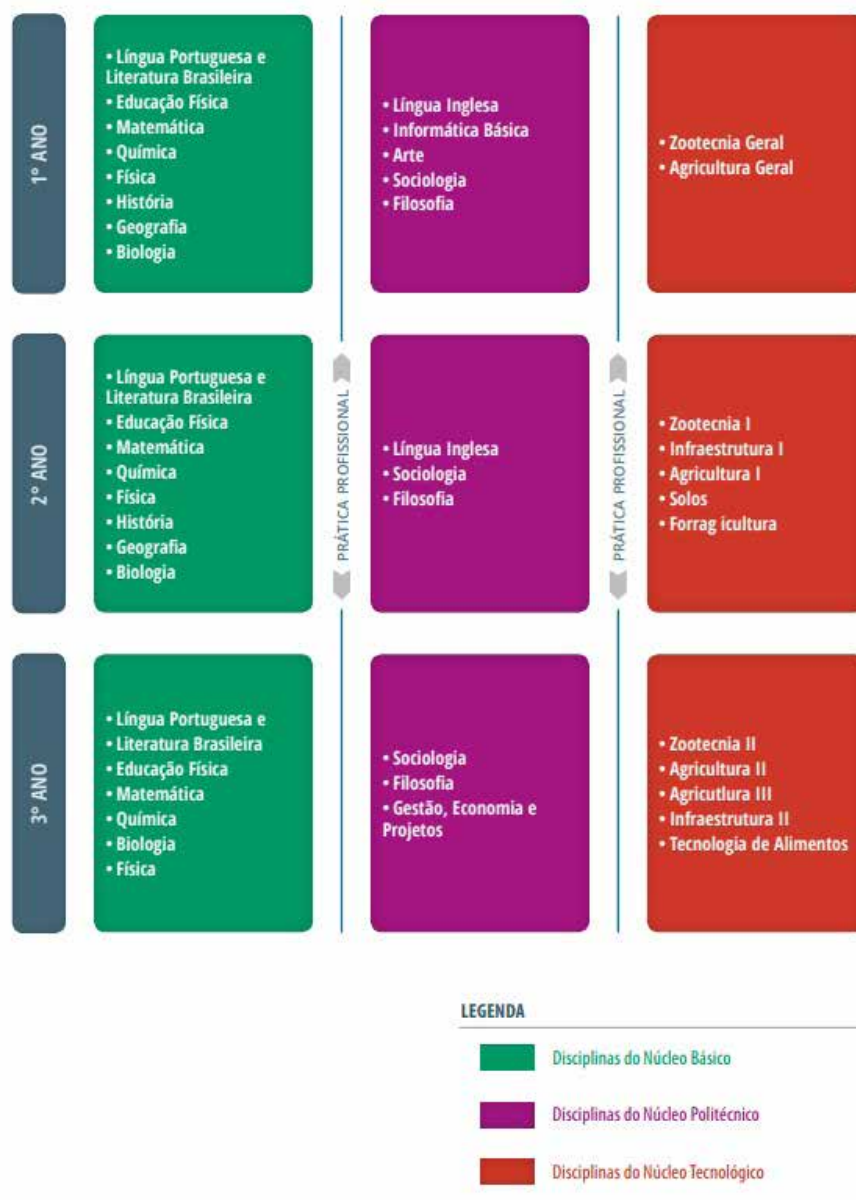 1º ANO
• Língua Portuguesa e
Literatura Brasileira
• Educação Física
• Matemática
• Química
• Física
• História
• Geografia
• Biologia
• Língua Inglesa
• Informática Básica
• Arte
• Sociologia
• Filosofia
• Zootecnia Geral
• Agricultura Geral
2º ANO
• Língua Portuguesa e
Literatura Brasileira
• Educação Física
• Matemática
• Química
• Física
• História
• Geografia
• Biologia
PRÁTICA PROFISSIONAL
• Língua Inglesa
• Sociologia
• Filosofia
PRÁTICA PROFISSIONAL
• Zootecnia I
• Infraestrutura I
• Agricultura I
• Solos
• Forrag icultura
3º ANO
• Língua Portuguesa e
• Literatura Brasileira
• Educação Física
• Matemática
• Química
• Biologia
• Física
• Sociologia
• Filosofia
• Gestão, Economia e
Projetos
• Zootecnia II
• Agricultura II
• Agricutlura III
• Infraestrutura II
• Tecnologia de Alimentos
LEGENDA
Disciplinas do Núcleo Básico
Disciplinas do Núcleo Politécnico
Disciplinas do Núcleo Tecnológico